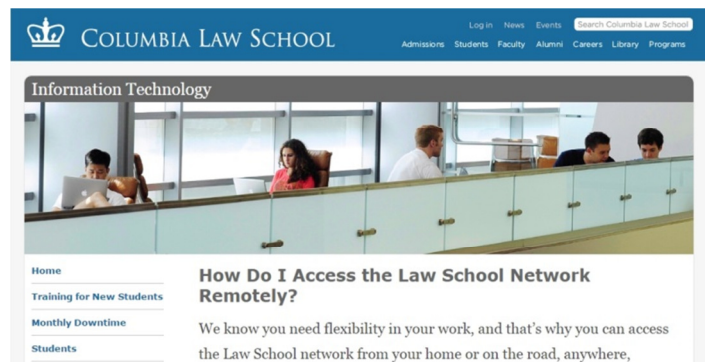 Log in News Events Search Columbia Law School
COLUMBIA LAW SCHOOL
Admissions Students Faculty Alumni Careers Library Programs
Information Technology
Home
Training for New Students
Monthly Downtime
Students
How Do I Access the Law School Network
Remotely?
We know you need flexibility in your work, and that's why you can access
the Law School network from your home or on the road, anywhere,